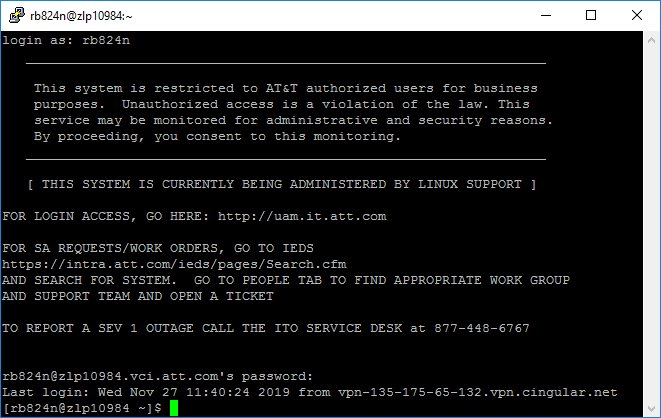 rb824n@zlp10984:~
login as: rb824n
This system is restricted to AT&T authorized users for business
purposes.  Unauthorized access is a violation of the law. This
service may be monitored for administrative and security reasons.
By proceeding, you consent to this monitoring.
[ THIS SYSTEM IS CURRENTLY BEING ADMINISTERED BY LINUX SUPPORT ]
FOR LOGIN ACCESS, GO HERE: http://uam.it.att.com
FOR SA REQUESTS/WORK ORDERS, GO TO IEDS
https://intra.att.com/ieds/pages/Search.cfm
AND SEARCH FOR SYSTEM.  GO TO PEOPLE TAB TO FIND APPROPRIATE WORK GROUP
AND SUPPORT TEAM AND OPEN A TICKET
TO REPORT A SEV 1 OUTAGE CALL THE ITO SERVICE DESK at 877-448-6767
rb824n@zlp10984.vci.att.com's password:
Last login: Wed Nov 27 11:40:24 2019 from vpn-135-175-65-132.vpn.cingular.net
[rb824n@zlp10984 ~]$